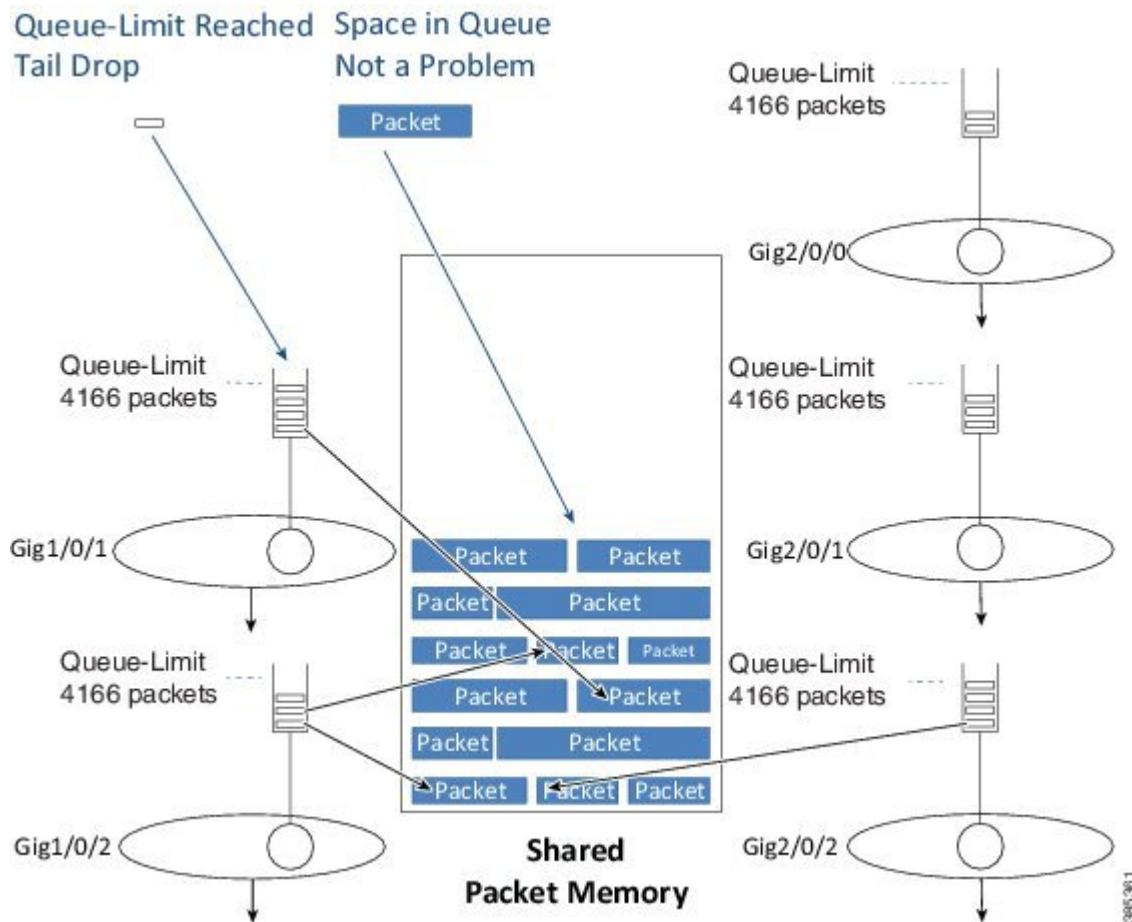 Queue-Limit Reached
Tail Drop
Space in Queue
Not a Problem
Packet
Queue-Limit
4166 packets
Gig2/0/0
Queue-Limit
4166 packets
Gig1/0/1
Queue-Limit
4166 packets
Gig2/0/1
Packet Packet
Packet Packet
Packet Packet Packet
Packet Packet
Packet Packet
Packet Packet Packet
Queue-Limit
4166 packets
Gig1/0/2
Queue-Limit
4166 packets
Gig2/0/2
Shared
Packet Memory
395361